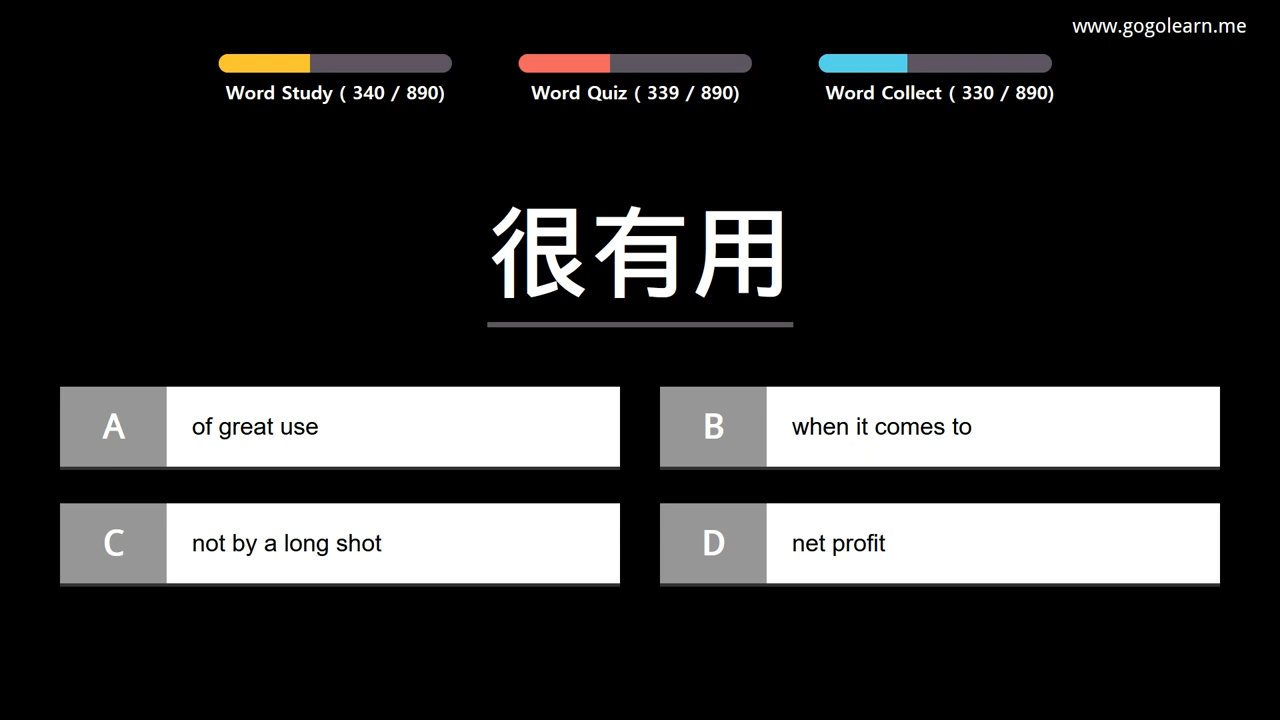 www.gogolearn.me
Word Study ( 340 / 890)
Word Quiz ( 339 / 890)
Word Collect ( 330 / 890)
很有用
A
of great use
B
when it comes to
C
not by a long shot
D
net profit